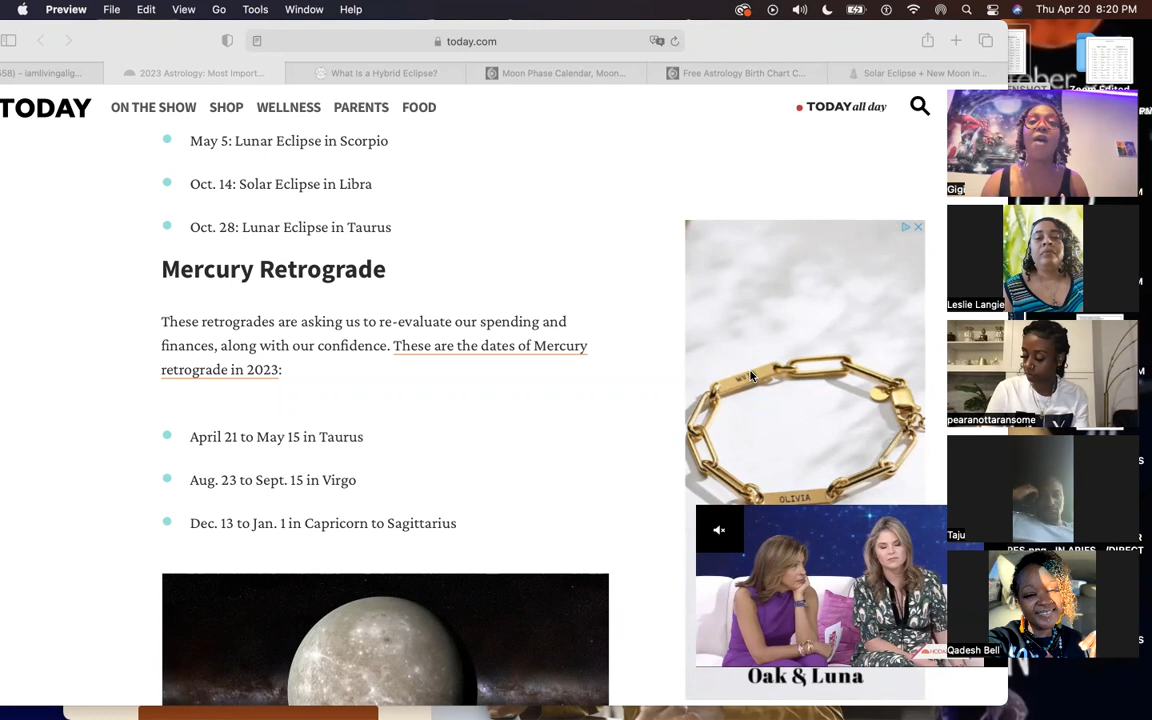 Preview File Edit View Go Tools Window Help Thu Apr 20 8:20 PM
today.com
558) – iamlivingalig... 2023 Astrology: Most Import... What Is a Hybrid Eclipse? Moon Phase Calendar, Moon... Free Astrology Birth Chart C... Solar Eclipse + New Moon in...
TODAY ON THE SHOW SHOP WELLNESS PARENTS FOOD TODAY all day
May 5: Lunar Eclipse in Scorpio
Oct. 14: Solar Eclipse in Libra
Oct. 28: Lunar Eclipse in Taurus
Mercury Retrograde
These retrogrades are asking us to re-evaluate our spending and
finances, along with our confidence. These are the dates of Mercury
retrograde in 2023:
April 21 to May 15 in Taurus
Aug. 23 to Sept. 15 in Virgo
Dec. 13 to Jan. 1 in Capricorn to Sagittarius
OLIVIA
Oak & Luna
Gigi
Leslie Langie
pearanottaransome
Taju
Qadesh Bell